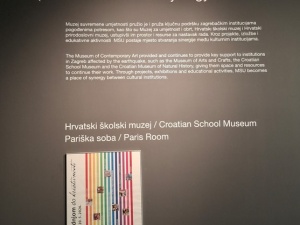 Muzej suvremene umjetnosti pružio je i pruža ključnu podršku zagrebačkim institucijama
pogođenima potresom, kao što su Muzej za umjetnost i obrt, Hrvatski školski muzej i Hrvatski
prirodoslovni muzej, ustupivši im prostor i resurse za nastavak rada. Kroz projekte, izložbe i
edukativne aktivnosti, MSU postaje mjesto stvaranja sinergije među kulturnim institucijama.
The Museum of Contemporary Art provided and continues to provide key support to institutions
in Zagreb affected by the earthquake, such as the Museum of Arts and Crafts, the Croatian
School Museum and the Croatian Museum of Natural History, giving them space and resources
to continue their work. Through projects, exhibitions and educational activities, MSU becomes
a place of synergy between cultural institutions.
Hrvatski školski muzej / Croatian School Museum
Pariška soba / Paris Room